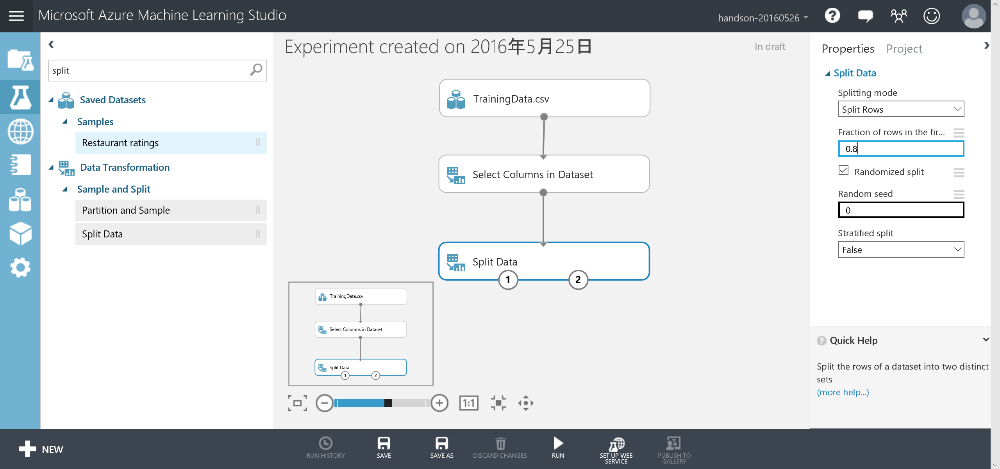 Microsoft Azure Machine Learning Studio
handson-20160526
split
Saved Datasets
Samples
Restaurant ratings
Data Transformation
Sample and Split
Partition and Sample
Split Data
Experiment created on 2016年5月25日
In draft
TrainingData.csv
Select Columns in Dataset
Split Data
1
2
TrainingData.csv
Select Columns in Dataset
Split Data
1
2
1:1
Properties
Project
Split Data
Splitting mode
Split Rows
Fraction of rows in the fir...
0.8
Randomized split
Random seed
0
Stratified split
False
Quick Help
Split the rows of a dataset into two distinct
sets
(more help...)
NEW
RUN HISTORY
SAVE
SAVE AS
DISCARD CHANGES
RUN
SET UP WEB
SERVICE
PUBLISH TO
GALLERY